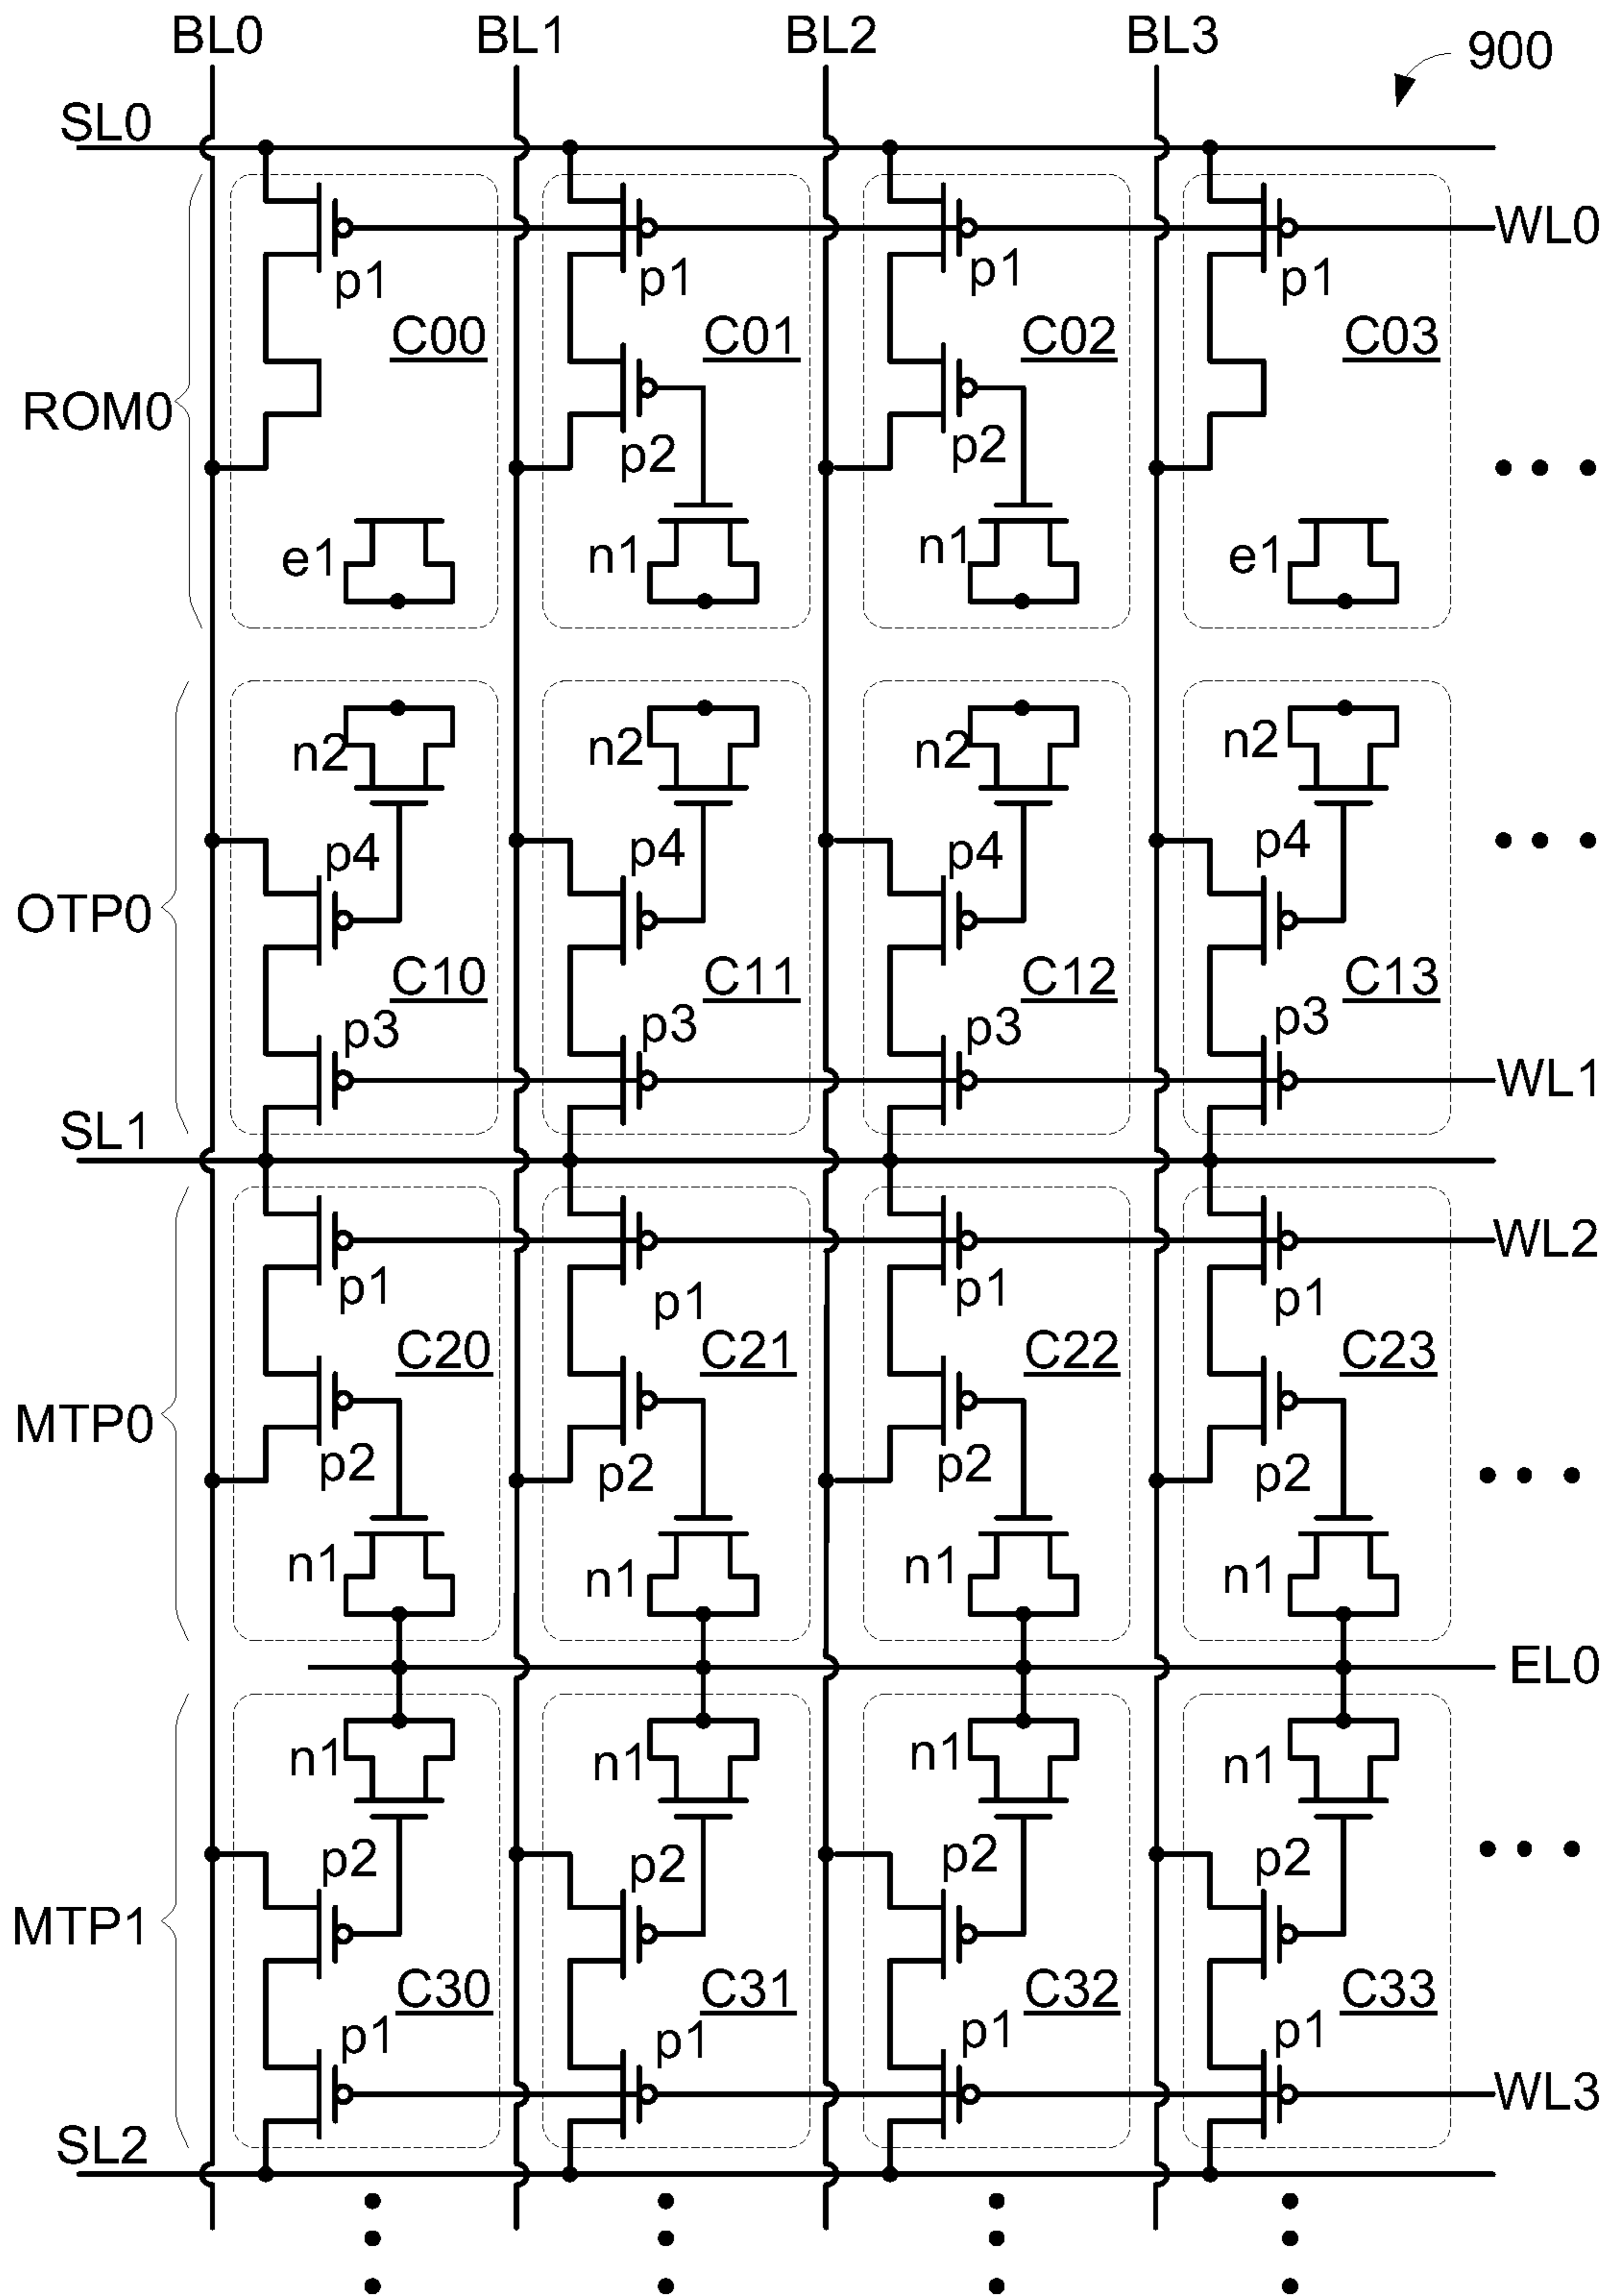 BL0 BL1 BL2 BL3
900
SL0
WL0
p1 p1 p1 p1
C00 C01 C02 C03
ROM0
p2 p2
e1 n1 n1 e1
n2 n2 n2 n2
p4 p4 p4 p4
OTP0
C10 C11 C12 C13
p3 p3 p3 p3
WL1
SL1
WL2
p1 p1 p1 p1
C20 C21 C22 C23
MTP0
p2 p2 p2 p2
n1 n1 n1 n1
EL0
n1 n1 n1 n1
p2 p2 p2 p2
MTP1
C30 C31 C32 C33
p1 p1 p1 p1
WL3
SL2